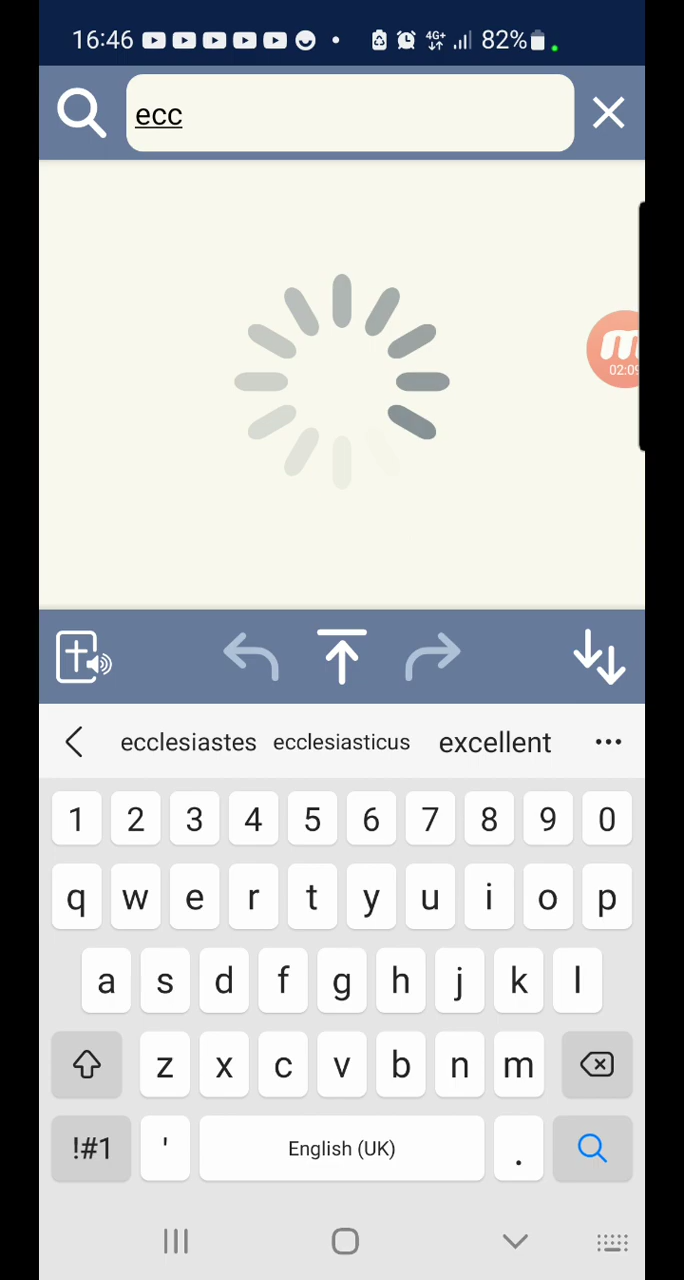 16:46 4G+ 82%
ecc
m
02:09
ecclesiastes ecclesiasticus excellent
1 2 3 4 5 6 7 8 9 0
q w e r t y u i o p
a s d f g h j k l
z x c v b n m
!#1 ' English (UK) .